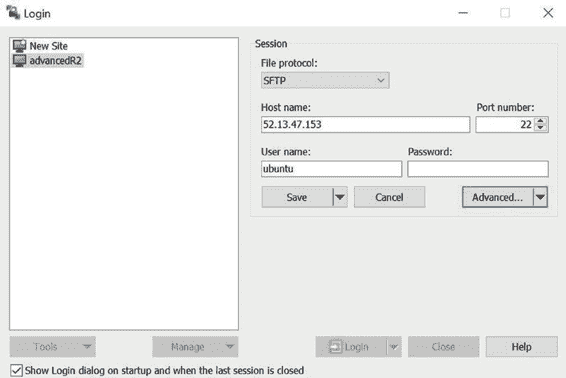 Login
New Site
advancedR2
Session
File protocol:
SFTP
Host name:
Port number:
52.13.47.153
22
User name:
Password:
ubuntu
Save
Cancel
Advanced...
Tools
Manage
Login
Close
Help
Show Login dialog on startup and when the last session is closed